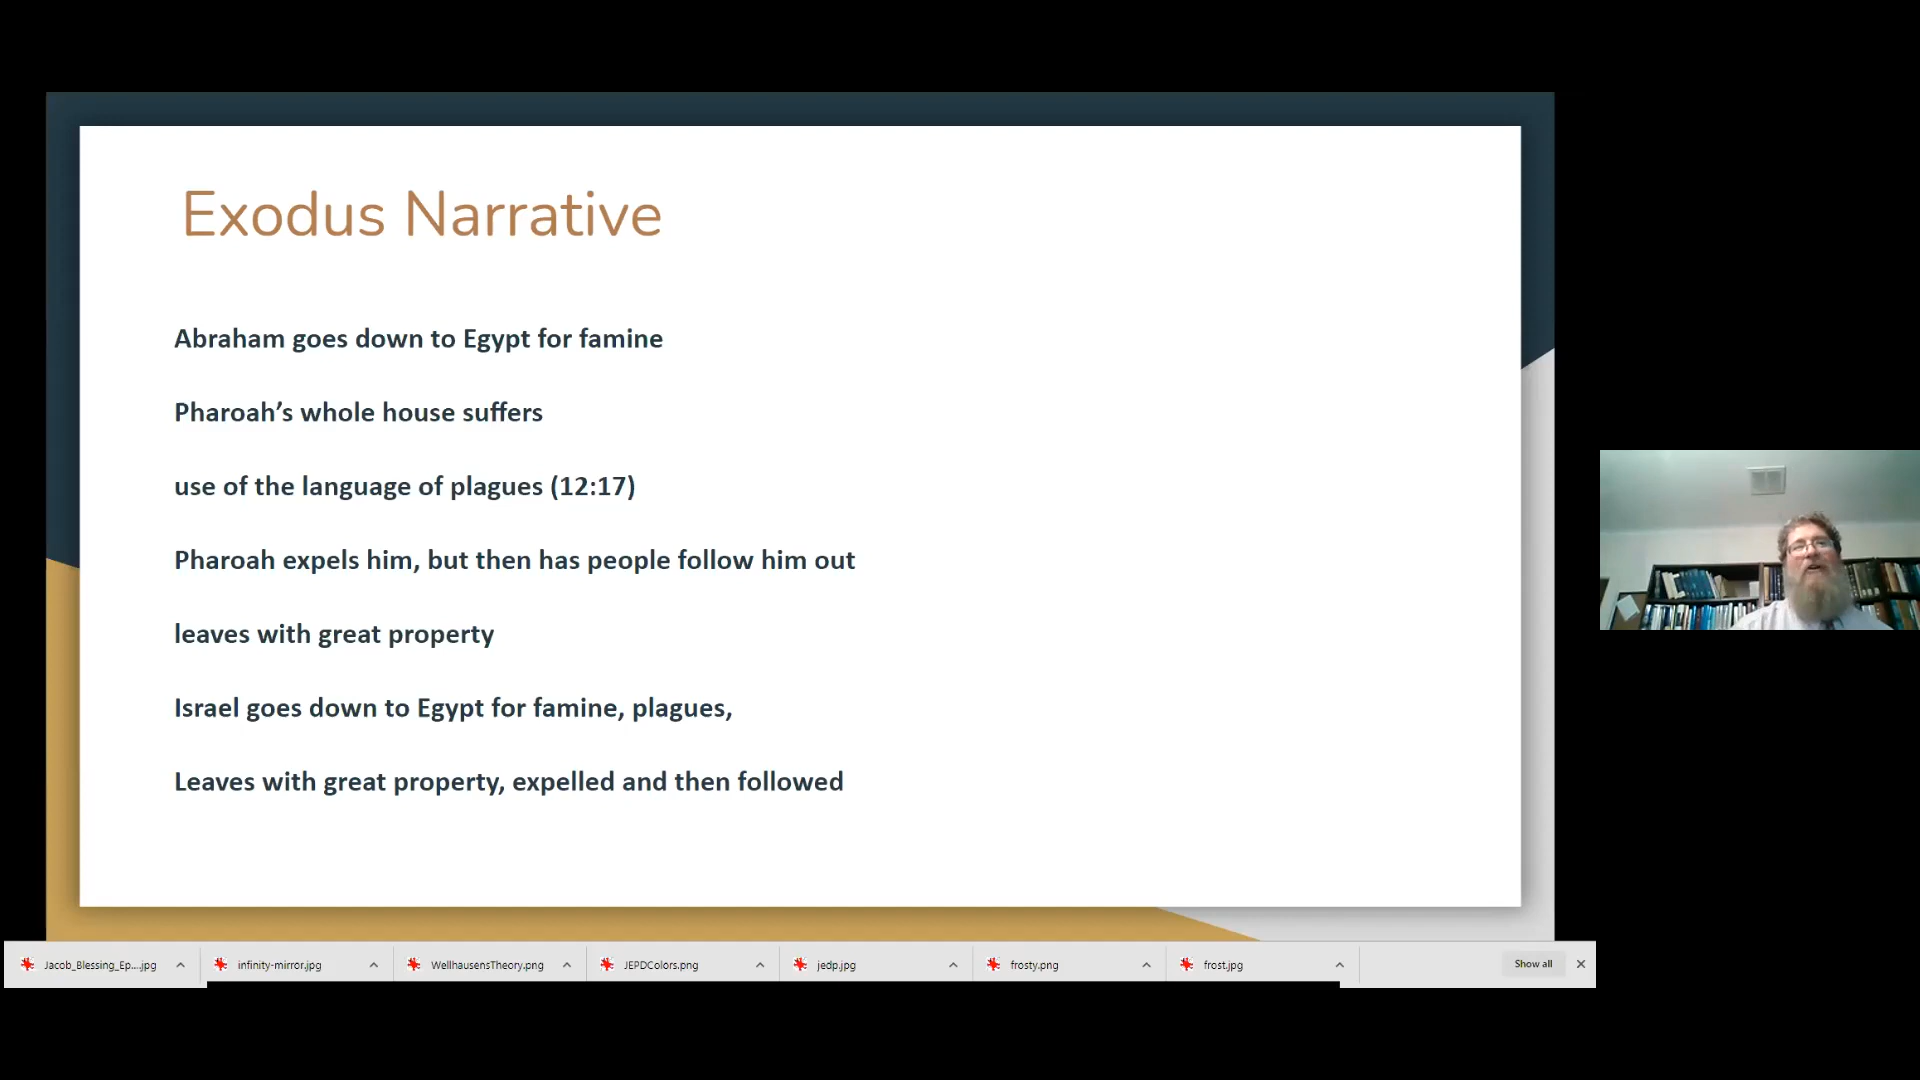 Exodus Narrative
Abraham goes down to Egypt for famine
Pharoah’s whole house suffers
use of the language of plagues (12:17)
Pharoah expels him, but then has people follow him out
leaves with great property
Israel goes down to Egypt for famine, plagues,
Leaves with great property, expelled and then followed
Jacob_Blessing_Ep....jpg
infinity-mirror.jpg
WellhausensTheory.png
JEPDColors.png
jedp.jpg
frosty.png
frost.jpg
Show all